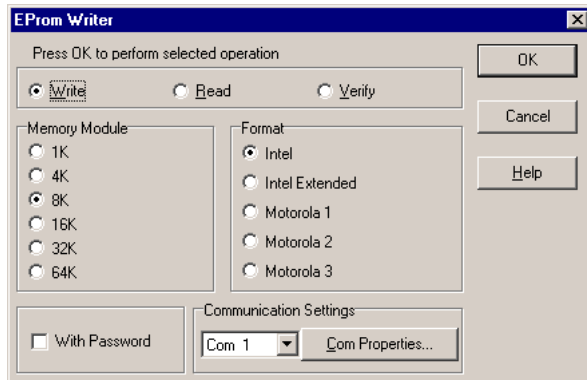 EProm Writer
Press OK to perform selected operation
Write Read Verify
OK
Cancel
Help
Memory Module
1K
4K
8K
16K
32K
64K
Format
Intel
Intel Extended
Motorola 1
Motorola 2
Motorola 3
With Password
Communication Settings
Com 1 Com Properties...